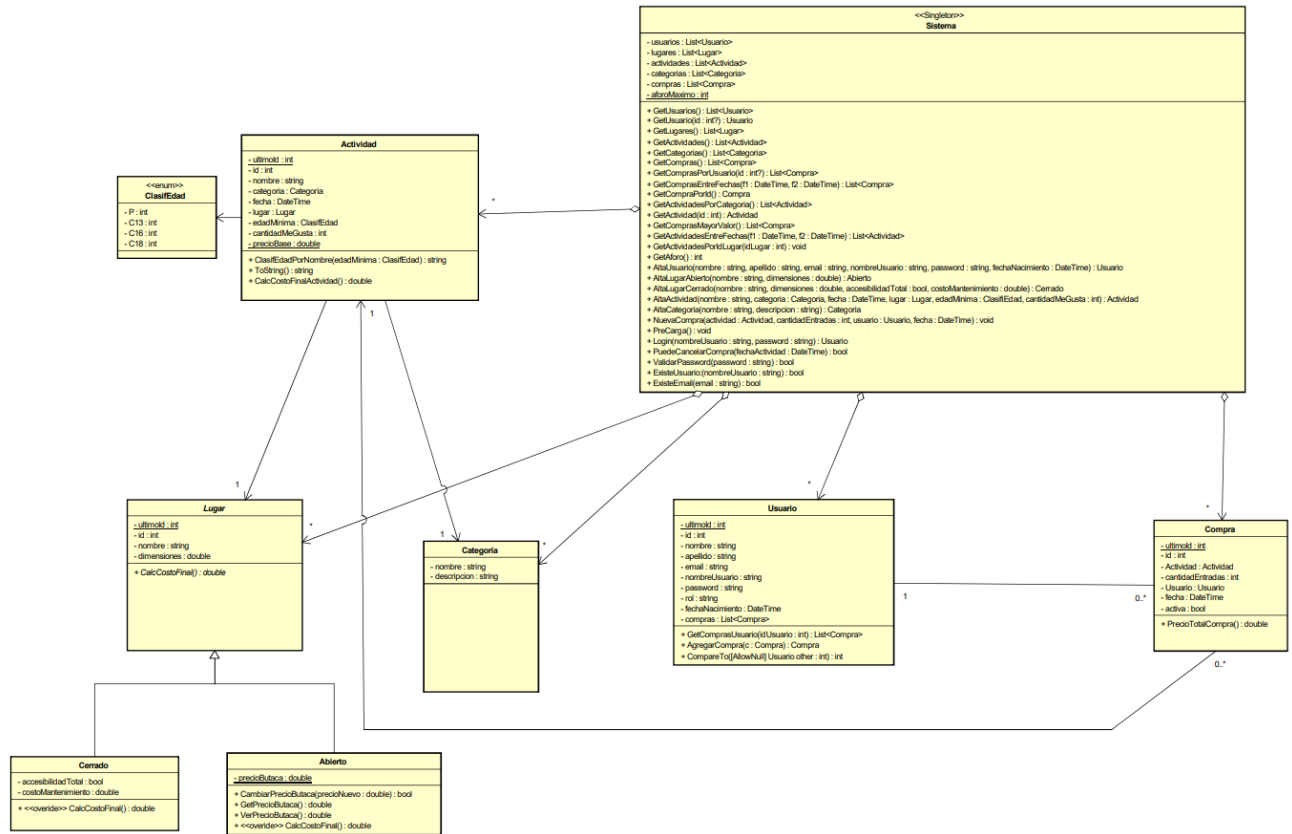 <<Singleton>>
Sistema
- usuarios : List<Usuario>
- lugares : List<Lugar>
- actividades : List<Actividad>
- categorias : List<Categoria>
- compras : List<Compra>
- aforoMaximo : int
+ GetUsuarios() : List<Usuario>
+ GetUsuario(id : int?) : Usuario
+ GetLugares() : List<Lugar>
+ GetActividades() : List<Actividad>
+ GetCategorias() : List<Categoria>
+ GetCompras() : List<Compra>
+ GetComprasPorUsuario(id : int?) : List<Compra>
+ GetComprasEntreFechas(f1 : DateTime, f2 : DateTime) : List<Compra>
+ GetCompraPorId() : Compra
+ GetActividadesPorCategoria() : List<Actividad>
+ GetActividad(id : int) : Actividad
+ GetComprasMayorValor() : List<Compra>
+ GetActividadesEntreFechas(f1 : DateTime, f2 : DateTime) : List<Actividad>
+ GetActividadesPorIdLugar(idLugar : int) : void
+ GetAforo() : int
+ AltaUsuario(nombre : string, apellido : string, email : string, nombreUsuario : string, password : string, fechaNacimiento : DateTime) : Usuario
+ AltaLugarAbierto(nombre : string, dimensiones : double) : Abierto
+ AltaLugarCerrado(nombre : string, dimensiones : double, accesibilidadTotal : bool, costoMantenimiento : double) : Cerrado
+ AltaActividad(nombre : string, categoria : Categoria, fecha : DateTime, lugar : Lugar, edadMinima : ClasifiEdad, cantidadMeGusta : int) : Actividad
+ AltaCategoria(nombre : string, descripcion : string) : Categoria
+ NuevaCompra(actividad : Actividad, cantidadEntradas : int, usuario : Usuario, fecha : DateTime) : void
+ PreCarga() : void
+ Login(nombreUsuario : string, password : string) : Usuario
+ PuedeCancelarCompra(fechaActividad : DateTime) : bool
+ ValidarPassword(password : string) : bool
+ ExisteUsuario:(nombreUsuario : string) : bool
+ ExisteEmail(email : string) : bool
Actividad
- ultimoId : int
- id : int
- nombre : string
- categoria : Categoria
- fecha : DateTime
- lugar : Lugar
- edadMinima : ClasifEdad
- cantidadMeGusta : int
- precioBase : double
+ ClasifEdadPorNombre(edadMinima : ClasifEdad) : string
+ ToString() : string
+ CalcCostoFinalActividad() : double
<<enum>>
ClasifEdad
- P : int
- C13 : int
- C16 : int
- C18 : int
*
1
1
*
1
*
*
*
Lugar
- ultimoId : int
- id : int
- nombre : string
- dimensiones : double
+ CalcCostoFinal() : double
Categoria
- nombre : string
- descripcion : string
Usuario
- ultimoId : int
- id : int
- nombre : string
- apellido : string
- email : string
- nombreUsuario : string
- password : string
- rol : string
- fechaNacimiento : DateTime
- compras : List<Compra>
+ GetComprasUsuario(idUsuario : int) : List<Compra>
+ AgregarCompra(c : Compra) : Compra
+ CompareTo([AllowNull] Usuario other : int) : int
1
0..*
Compra
- ultimoId : int
- id : int
- Actividad : Actividad
- cantidadEntradas : int
- Usuario : Usuario
- fecha : DateTime
- activa : bool
+ PrecioTotalCompra() : double
0..*
Cerrado
- accesibilidadTotal : bool
- costoMantenimiento : double
+ <<overide>> CalcCostoFinal() : double
Abierto
- precioButaca : double
+ CambiarPrecioButaca(precioNuevo : double) : bool
+ GetPrecioButaca() : double
+ VerPrecioButaca() : double
+ <<overide>> CalcCostoFinal() : double